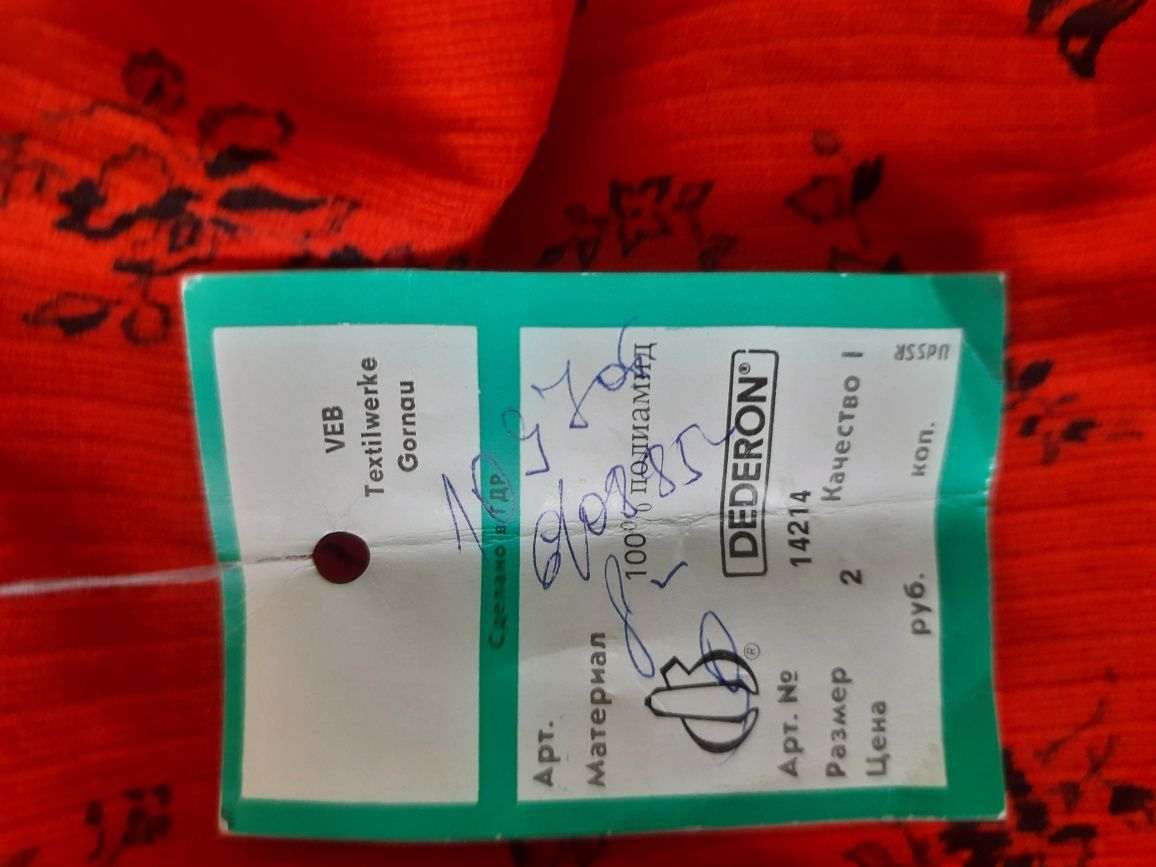 VEB
Textilwerke
Gornau
Сделано в ГДР
Арт.
Материал 100% полиамид
DEDERON®
®
Арт. № 14214
Размер 2 Качество I
Цена
руб. коп.
UdSSR